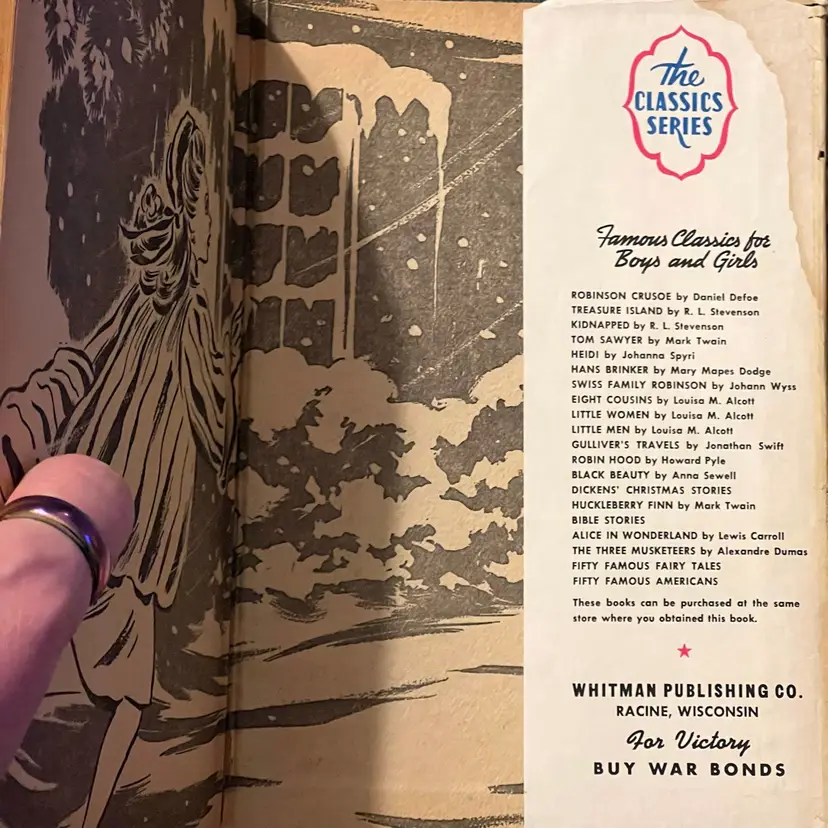 the
CLASSICS
SERIES
Famous Classics for
Boys and Girls
ROBINSON CRUSOE by Daniel Defoe
TREASURE ISLAND by R. L. Stevenson
KIDNAPPED by R. L. Stevenson
TOM SAWYER by Mark Twain
HEIDI by Johanna Spyri
HANS BRINKER by Mary Mapes Dodge
SWISS FAMILY ROBINSON by Johann Wyss
EIGHT COUSINS by Louisa M. Alcott
LITTLE WOMEN by Louisa M. Alcott
LITTLE MEN by Louisa M. Alcott
GULLIVER'S TRAVELS by Jonathan Swift
ROBIN HOOD by Howard Pyle
BLACK BEAUTY by Anna Sewell
DICKENS' CHRISTMAS STORIES
HUCKLEBERRY FINN by Mark Twain
BIBLE STORIES
ALICE IN WONDERLAND by Lewis Carroll
THE THREE MUSKETEERS by Alexandre Dumas
FIFTY FAMOUS FAIRY TALES
FIFTY FAMOUS AMERICANS
These books can be purchased at the same
store where you obtained this book.
WHITMAN PUBLISHING CO.
RACINE, WISCONSIN
For Victory
BUY WAR BONDS